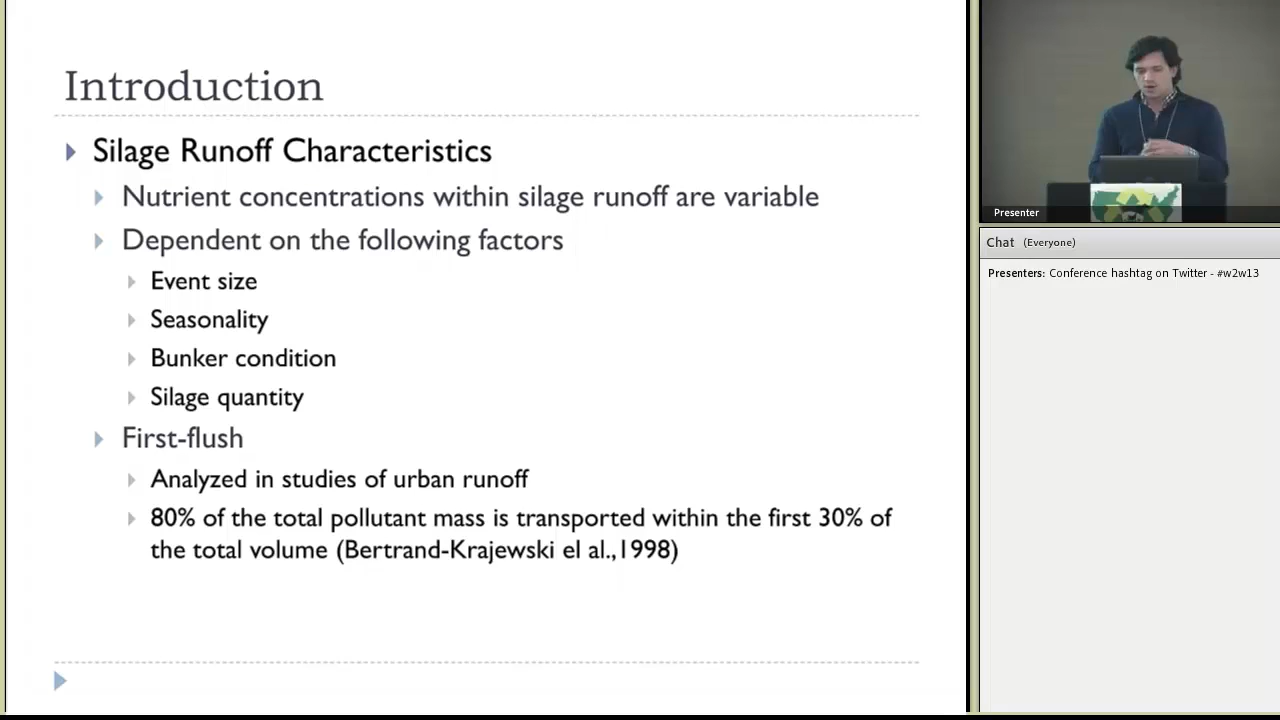 Introduction
Silage Runoff Characteristics
Nutrient concentrations within silage runoff are variable
Dependent on the following factors
Event size
Seasonality
Bunker condition
Silage quantity
First-flush
Analyzed in studies of urban runoff
80% of the total pollutant mass is transported within the first 30% of
the total volume (Bertrand-Krajewski el al.,1998)
Presenter
Chat (Everyone)
Presenters: Conference hashtag on Twitter - #w2w13